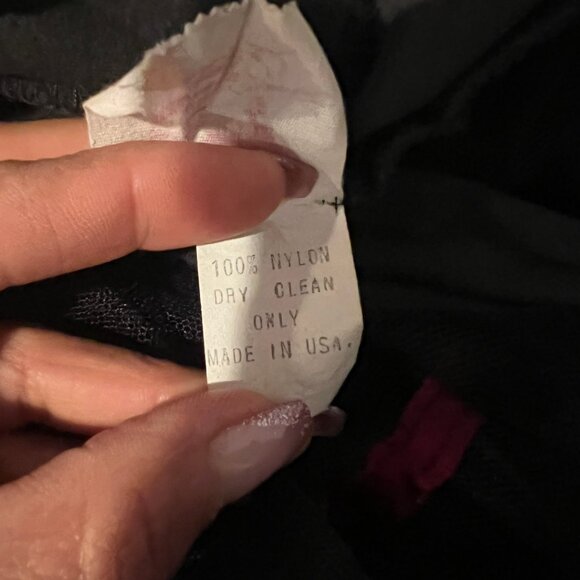 100% NYLON
DRY CLEAN
ONLY
MADE IN USA.